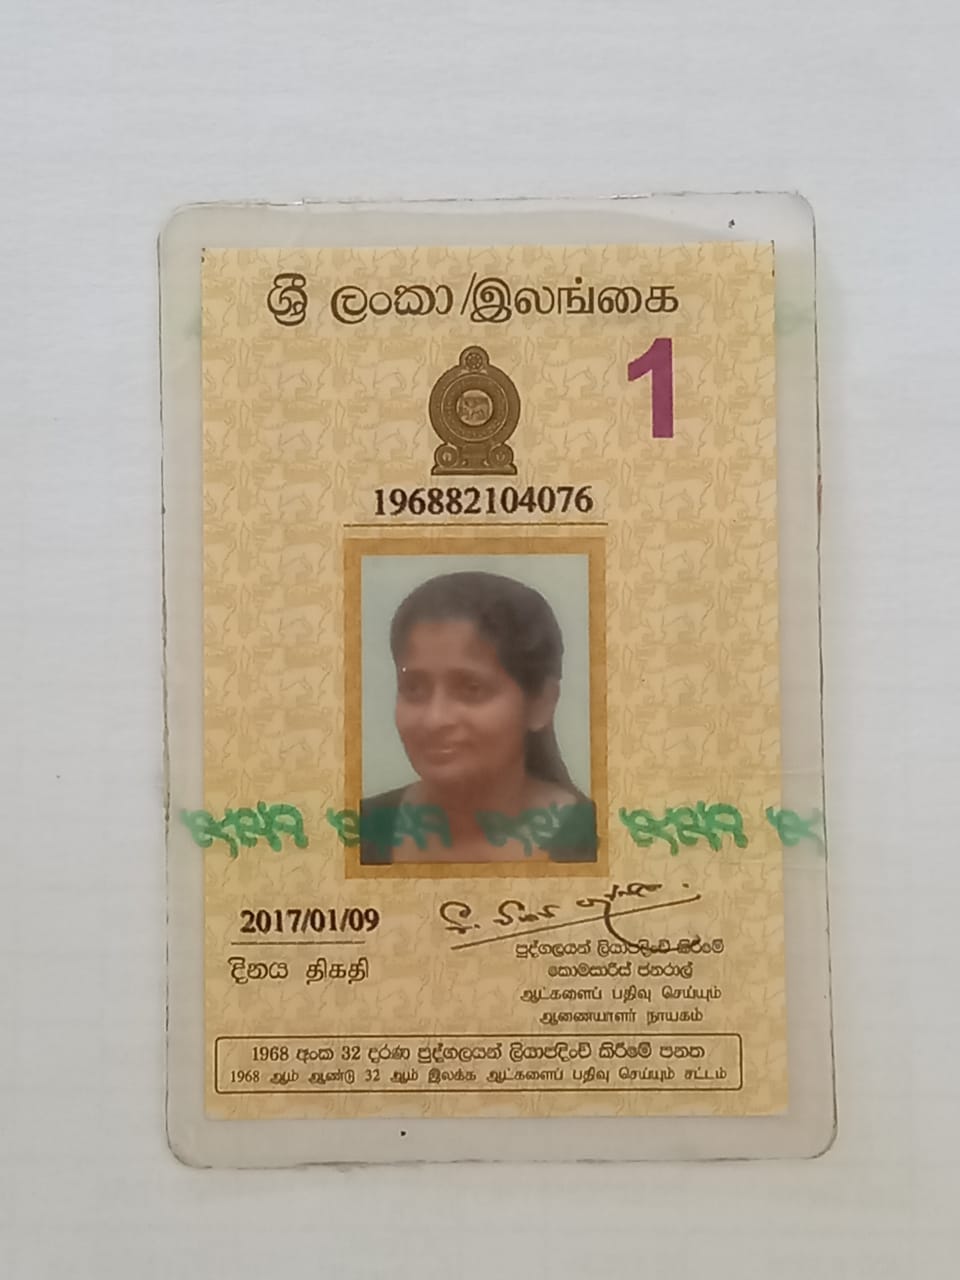 ශ්‍රී ලංකා/இலங்கை
1
196882104076
2017/01/09
දිනය திகதி
පුද්ගලයන් ලියාපදිංචි කිරීමේ
කොමසාරිස් ජනරාල්
ஆட்களைப் பதிவு செய்யும்
ஆணையாளர் நாயகம்
1968 අංක 32 දරණ පුද්ගලයන් ලියාපදිංචි කිරීමේ පනත
1968 ஆம் ஆண்டு 32 ஆம் இலக்க ஆட்களைப் பதிவு செய்யும் சட்டம்